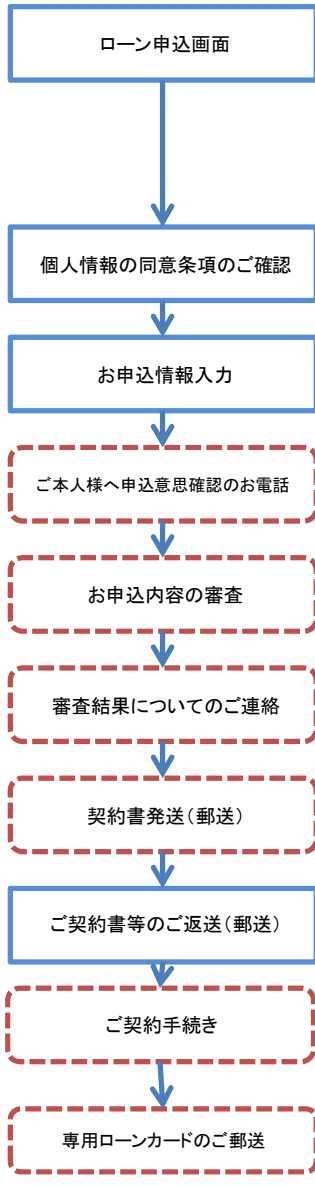 ローン申込画面
個人情報の同意条項のご確認
お申込情報入力
ご本人様へ申込意思確認のお電話
お申込内容の審査
審査結果についてのご連絡
契約書発送（郵送）
ご契約書等のご返送（郵送）
ご契約手続き
専用ローンカードのご郵送